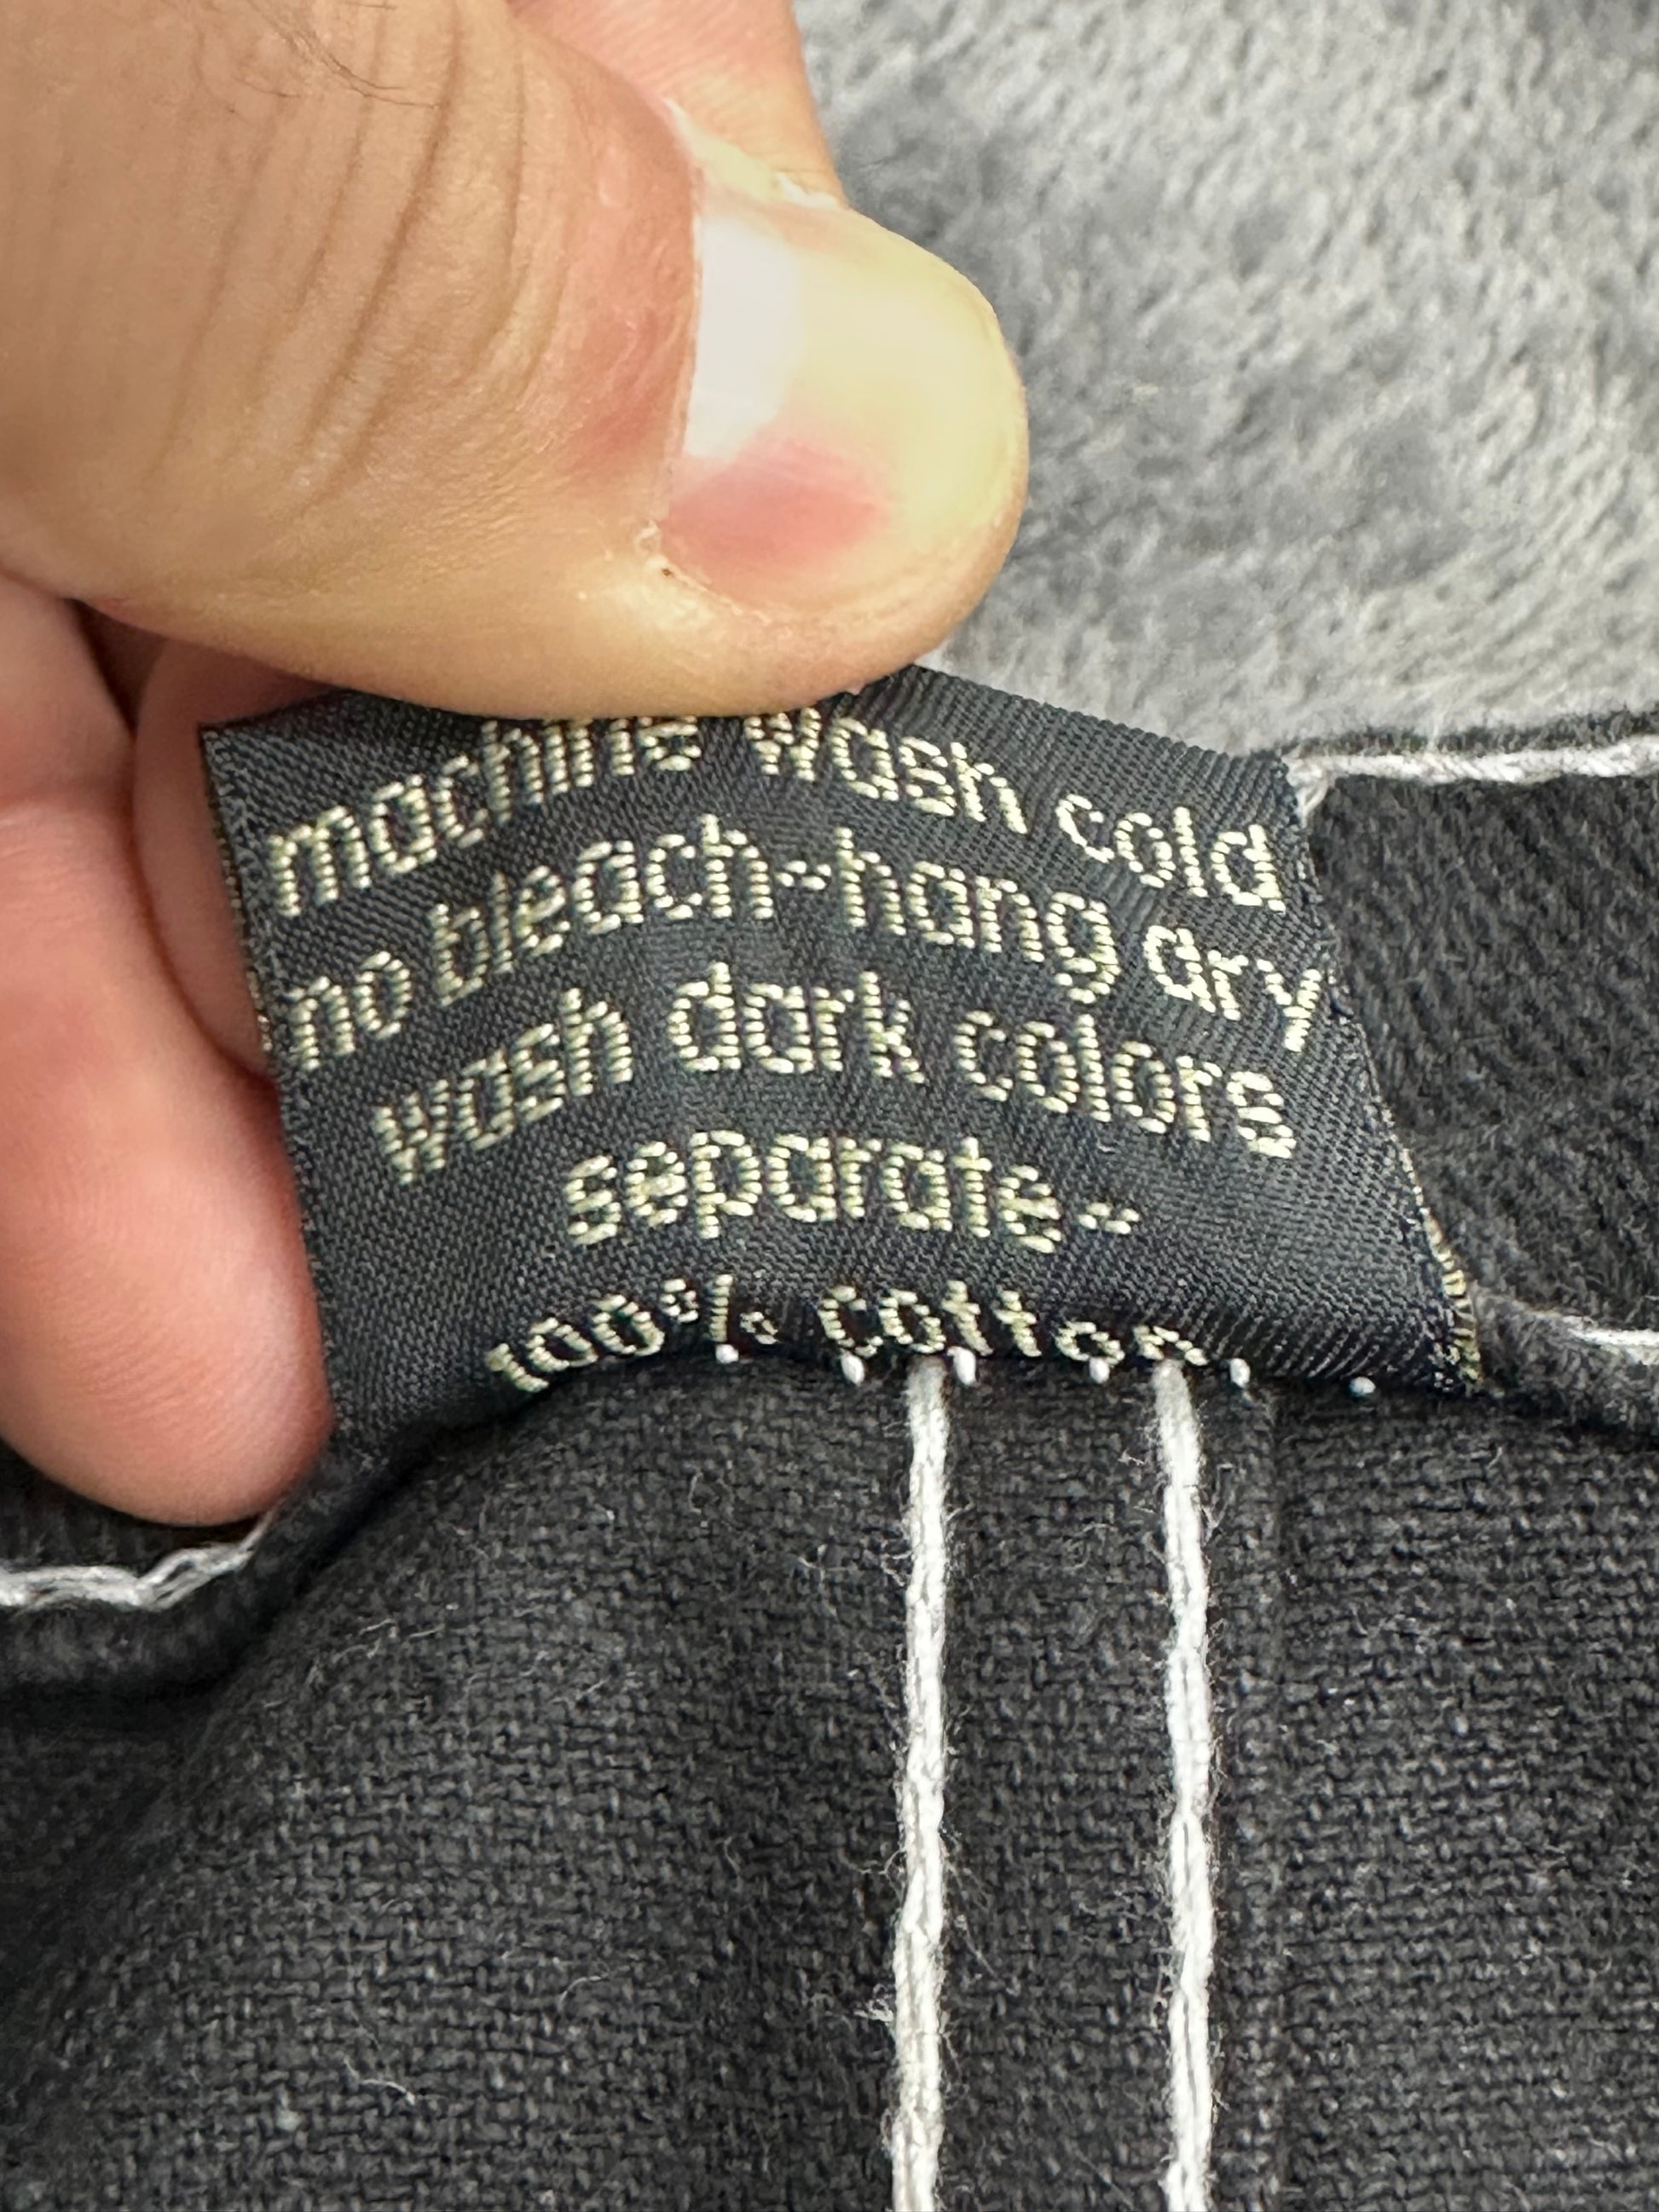 machine wash cold
no bleach-hang dry
wash dark colors
separate-
100% cotton